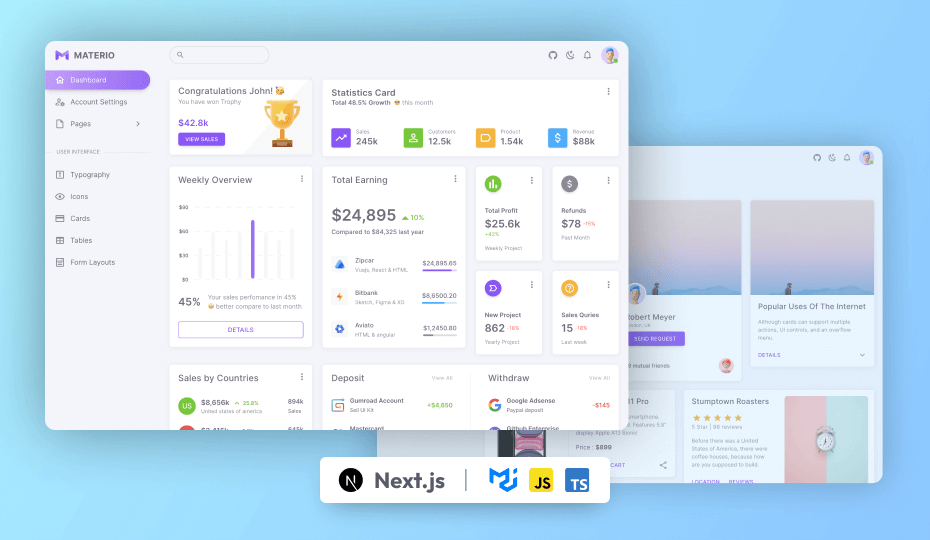 MATERIO
Dashboard
Account Settings
Pages
USER INTERFACE
Typography
Icons
Cards
Tables
Form Layouts
Congratulations John! 🥳
You have won Trophy
$42.8k
VIEW SALES
Statistics Card
Total 48.5% Growth 😎 this month
Sales
245k
Customers
12.5k
Product
1.54k
Revenue
$88k
Weekly Overview
$90
$60
$30
$0
45%
Your sales perfomance in 45%
😎 better compare to last month
DETAILS
Total Earning
$24,895
10%
Compared to $84,325 last year
Zipcar
Vuejs, React & HTML
$24,895.65
Bitbank
Sketch, Figma & XD
$8,6500.20
Aviato
HTML & angular
$1,2450.80
Total Profit
$25.6k
+42%
Weekly Project
Refunds
$78 -15%
Past Month
New Project
862 -18%
Yearly Project
Sales Quries
15 -18%
Last week
Sales by Countries
US
$8,656k
25.8%
United states of america
894k
Sales
645k
Deposit
View All
Gumroad Account
Sell UI Kit
+$4,650
Mastercard
Withdraw
View All
Google Adsense
Paypal deposit
-$145
Github Enterprise
Robert Meyer
UK
SEND REQUEST
mutual friends
Popular Uses Of The Internet
Although cards can support multiple
actions, UI controls, and an overflow
menu.
DETAILS
11 Pro
smartphone.
Features 5.8"
display Apple A13 Bionic!
Price : $899
CART
Stumptown Roasters
5 Star | 98 reviews
Before there was a United
States of America, there were
coffee houses, because how
are you supposed to build.
LOCATION
REVIEWS
N
Next.js
JS
TS